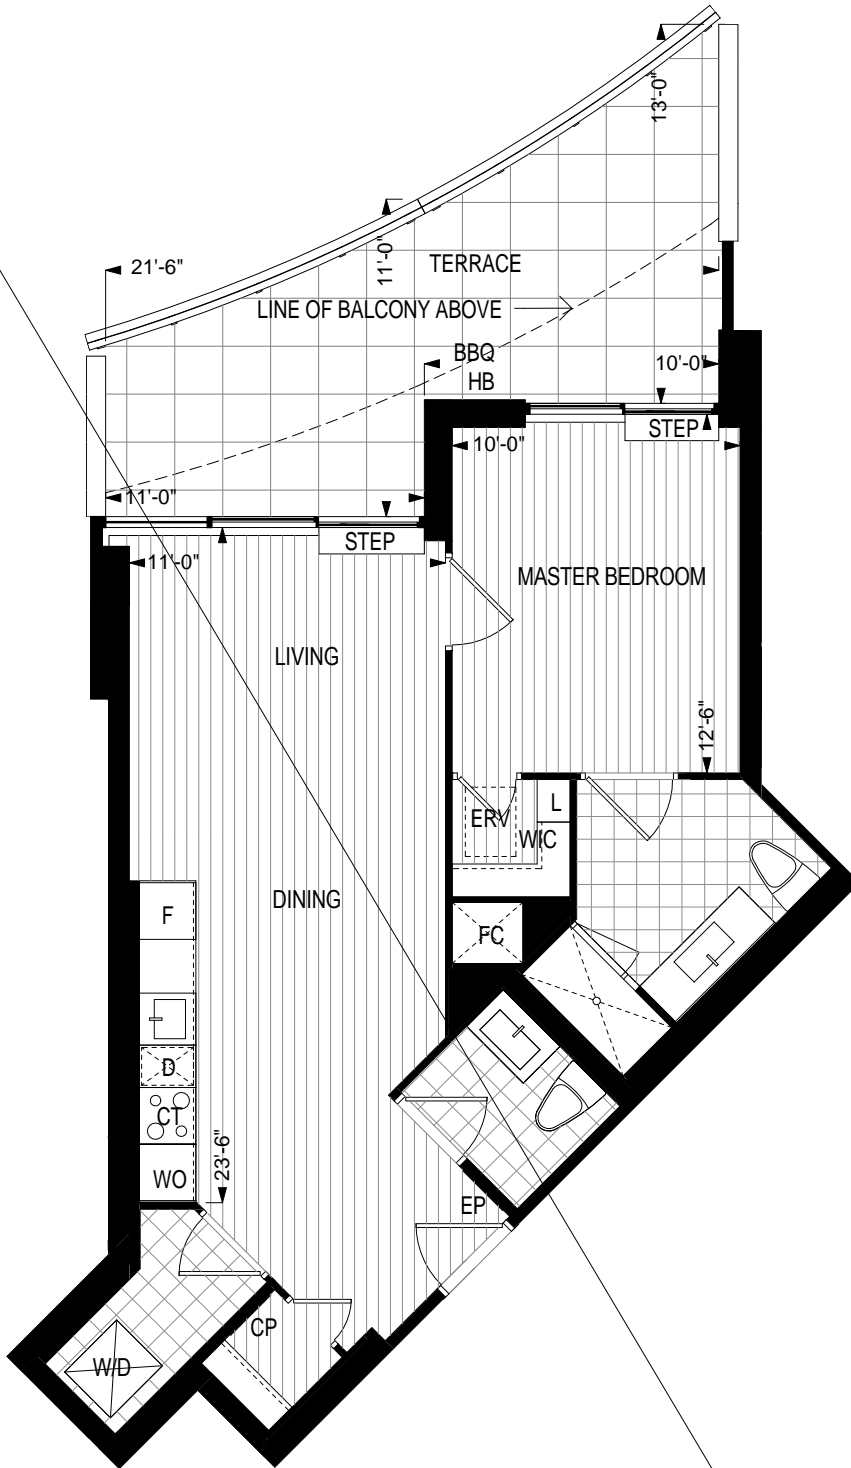 13'-0"
21'-6"
11'-0"
TERRACE
LINE OF BALCONY ABOVE
BBQ
HB
10'-0"
STEP
10'-0"
11'-0"
STEP
11'-0"
MASTER BEDROOM
LIVING
12'-6"
L
ERV
WIC
DINING
F
FC
D
CT
WO
23'-6"
EP
CP
W/D